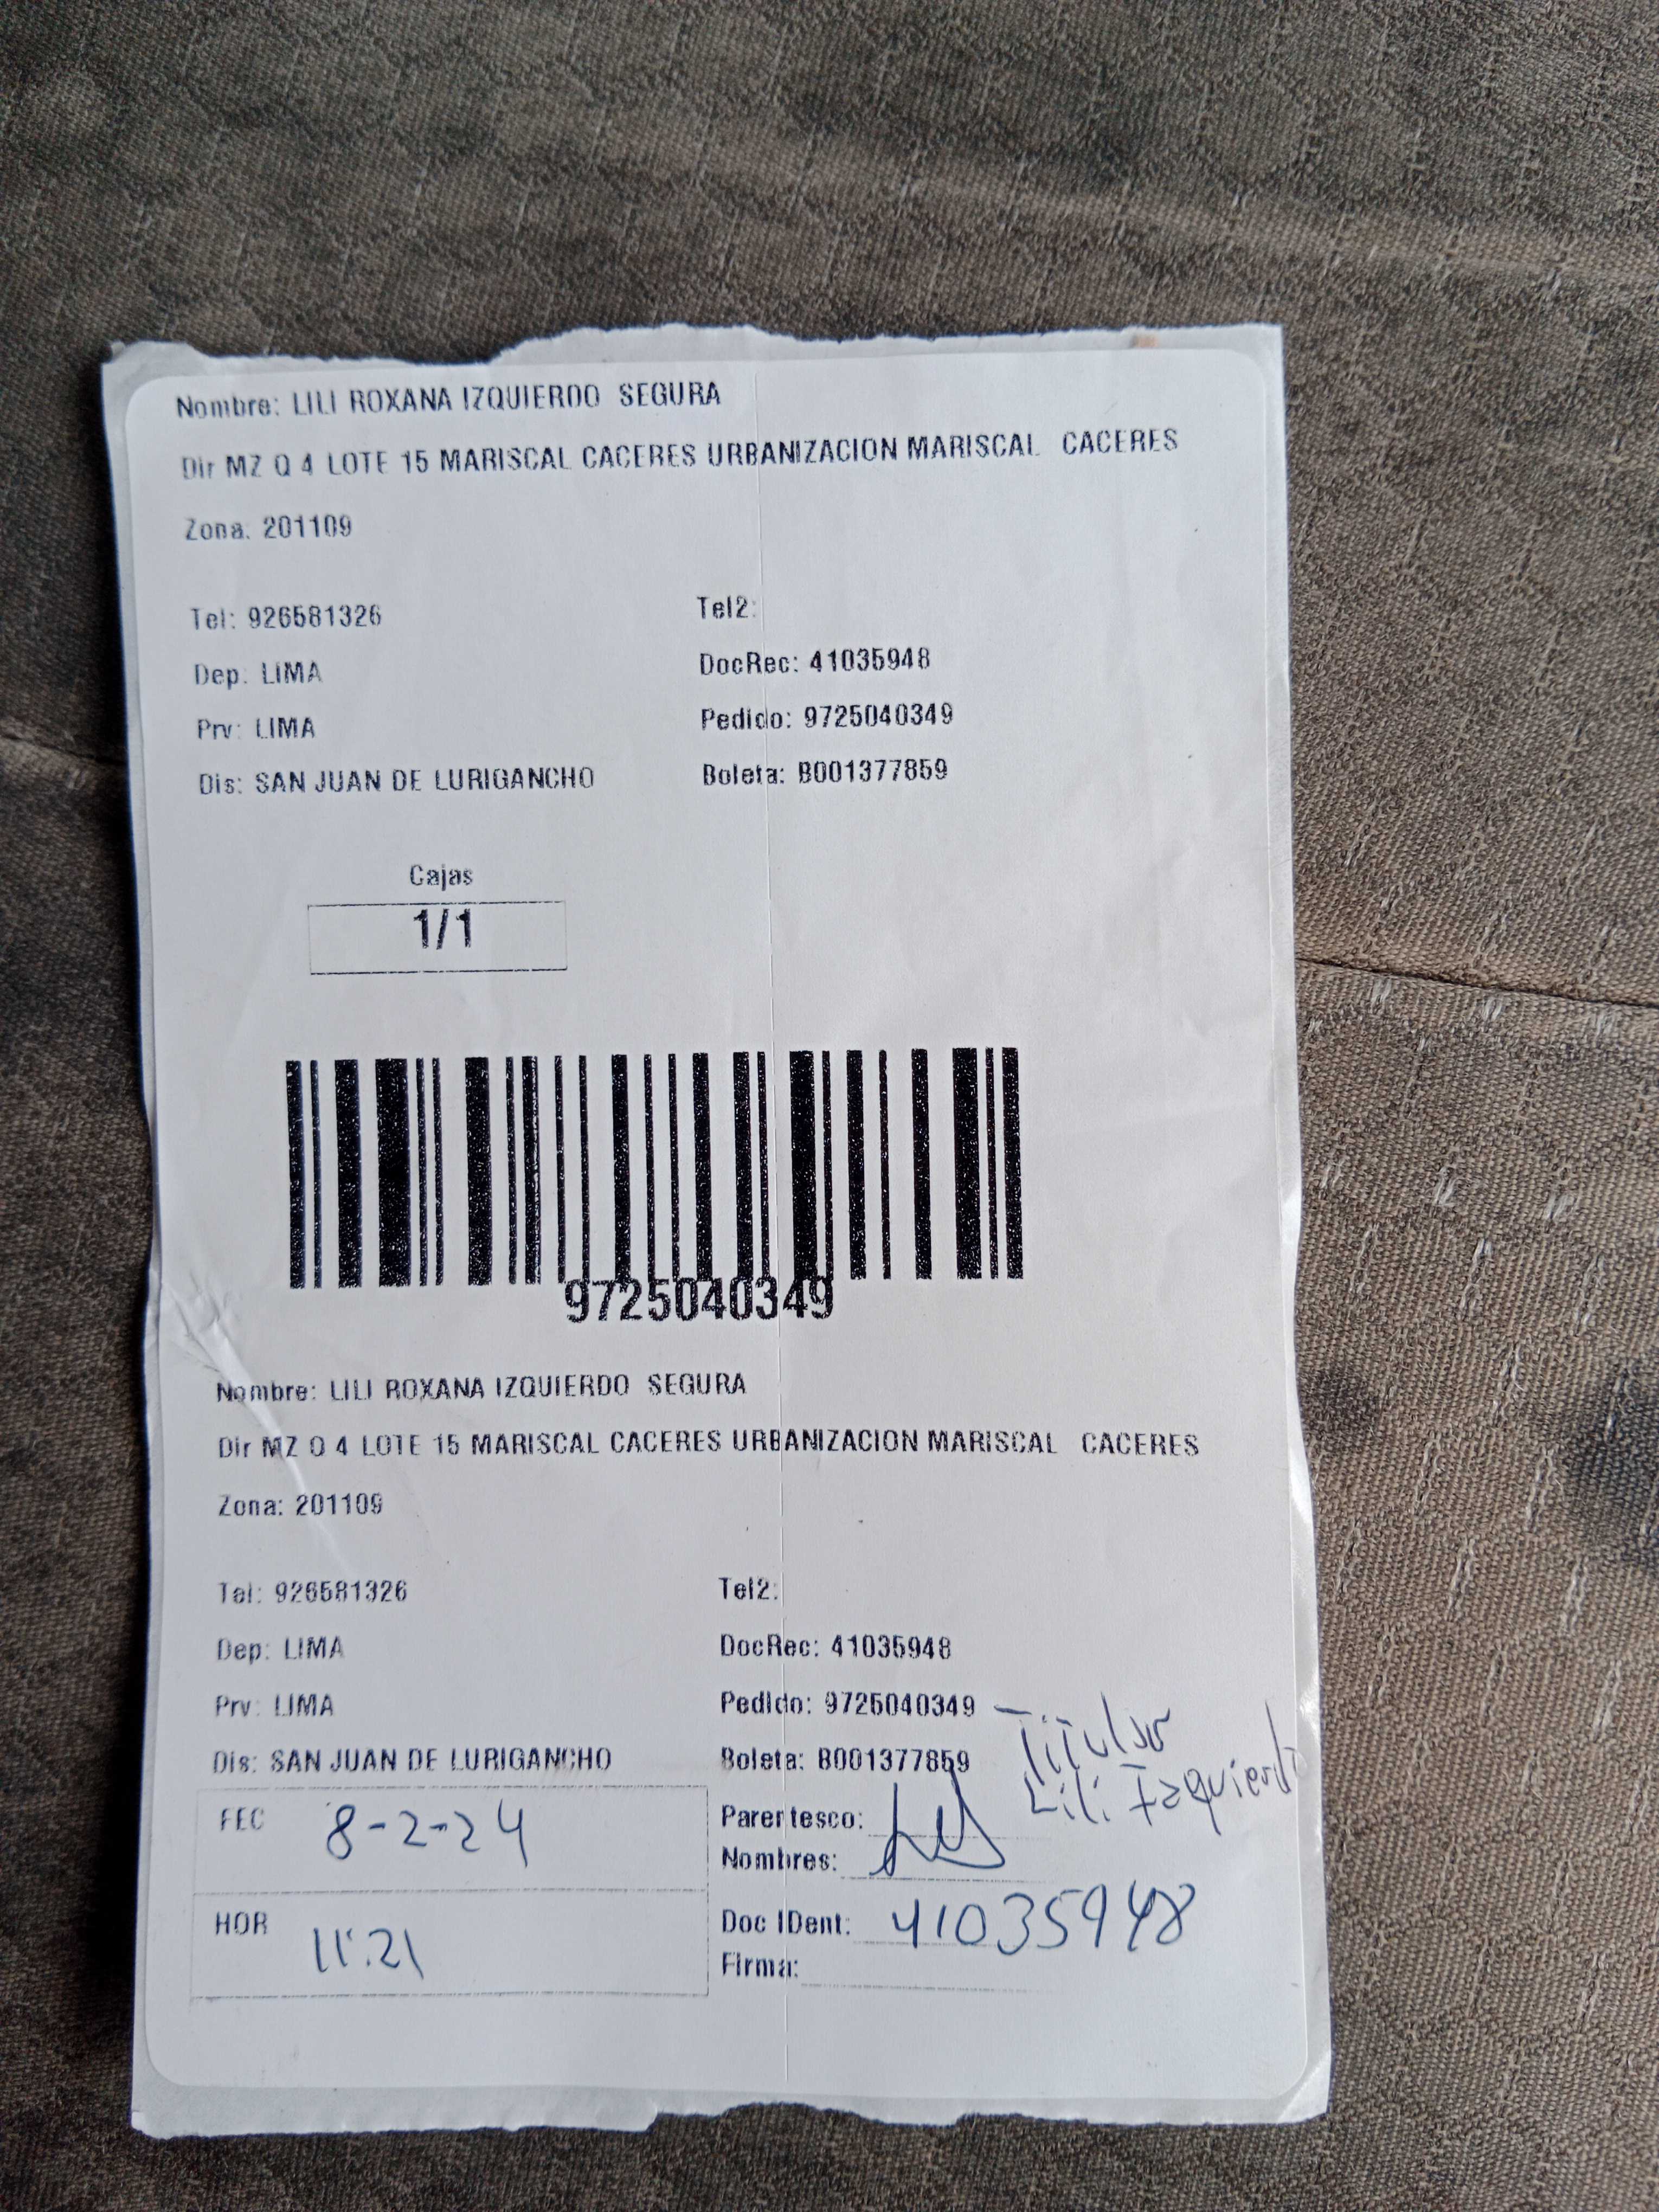 Nombre: LILI ROXANA IZQUIERDO SEGURA
Dir MZ Q 4 LOTE 15 MARISCAL CACERES URBANIZACION MARISCAL CACERES
Zona: 201109
Tel: 926581326 Tel2:
Dep: LIMA DocRec: 41035948
Prv: LIMA Pedido: 9725040349
Dis: SAN JUAN DE LURIGANCHO Boleta: B001377859
Cajas
1/1
9725040349
Nombre: LILI ROXANA IZQUIERDO SEGURA
Dir MZ Q 4 LOTE 15 MARISCAL CACERES URBANIZACION MARISCAL CACERES
Zona: 201109
Tel: 926581326 Tel2:
Dep: LIMA DocRec: 41035948
Prv: LIMA Pedido: 9725040349 Titular
Dis: SAN JUAN DE LURIGANCHO Boleta: B001377859 Lili Izquierdo
FEC 8-2-24 Parentesco:
Nombres:
HOR 11:21 Doc IDent: 41035948
Firma: